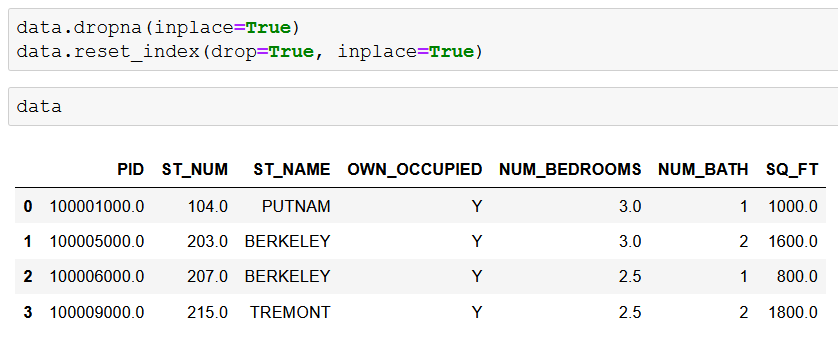 data.dropna(inplace=True)
data.reset_index(drop=True, inplace=True)
data
PID ST_NUM ST_NAME OWN_OCCUPIED NUM_BEDROOMS NUM_BATH SQ_FT
0 100001000.0 104.0 PUTNAM Y 3.0 1 1000.0
1 100005000.0 203.0 BERKELEY Y 3.0 2 1600.0
2 100006000.0 207.0 BERKELEY Y 2.5 1 800.0
3 100009000.0 215.0 TREMONT Y 2.5 2 1800.0